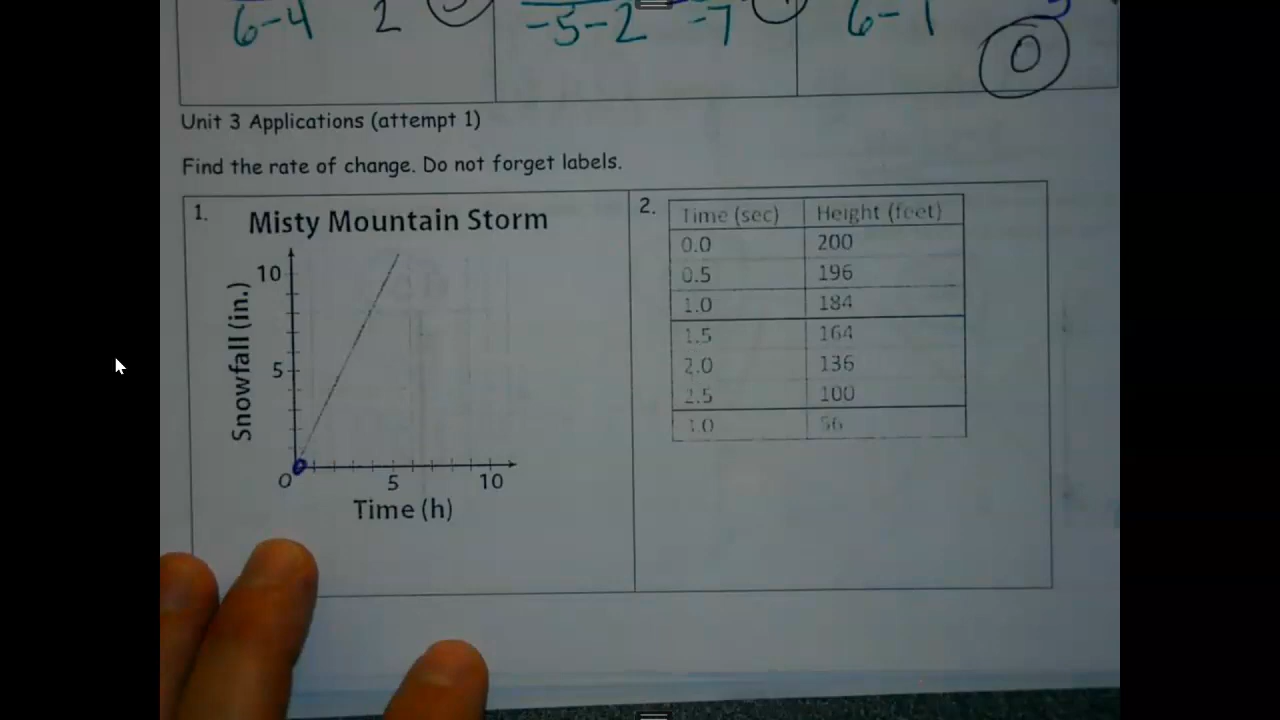 6-4 2
-5-2 -7
6-1
0
Unit 3 Applications (attempt 1)
Find the rate of change. Do not forget labels.
1.
Misty Mountain Storm
Snowfall (in.)
10
5
O 5 10
Time (h)
2.
Time (sec) Height (feet)
0.0 200
0.5 196
1.0 184
1.5 164
2.0 136
2.5 100
3.0 56